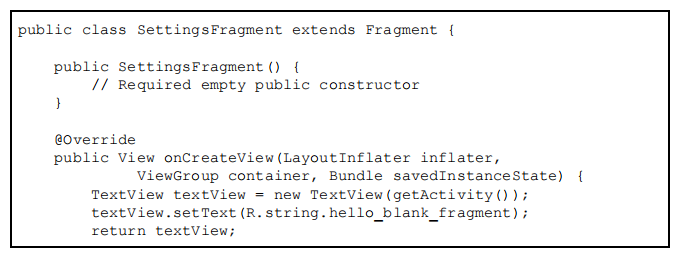 public class SettingsFragment extends Fragment {
public SettingsFragment() {
// Required empty public constructor
}
@Override
public View onCreateView(LayoutInflater inflater,
ViewGroup container, Bundle savedInstanceState) {
TextView textView = new TextView(getActivity());
textView.setText(R.string.hello_blank_fragment);
return textView;